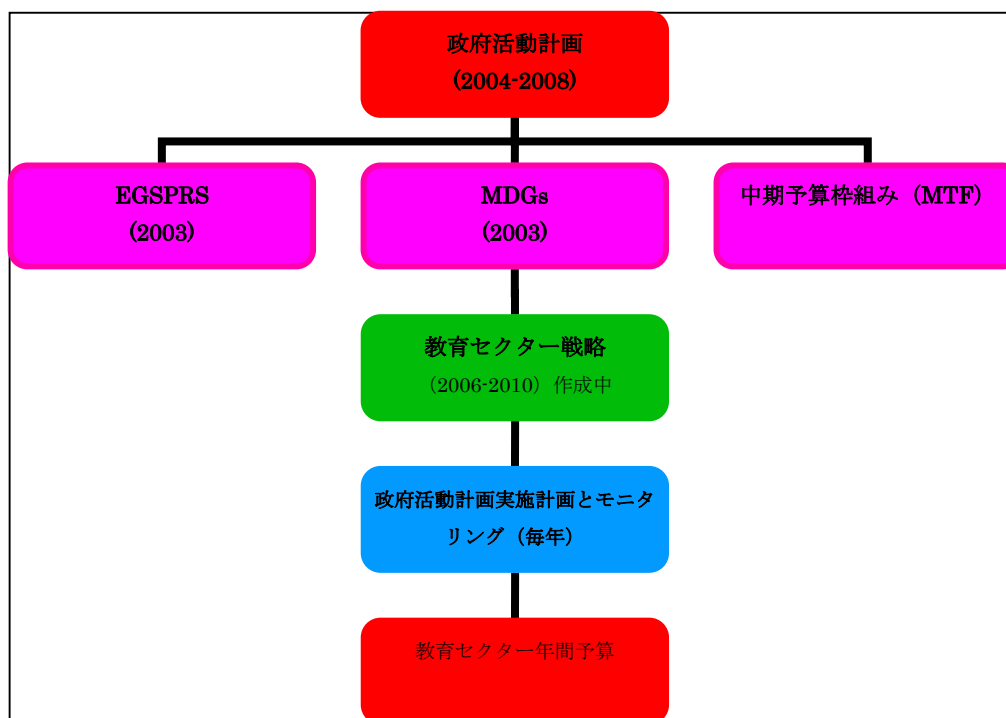 政府活動計画
(2004-2008)
EGSPRS
(2003)
MDGs
(2003)
中期予算枠組み（MTF）
教育セクター戦略
（2006-2010）作成中
政府活動計画実施計画とモニタ
リング（毎年）
教育セクター年間予算